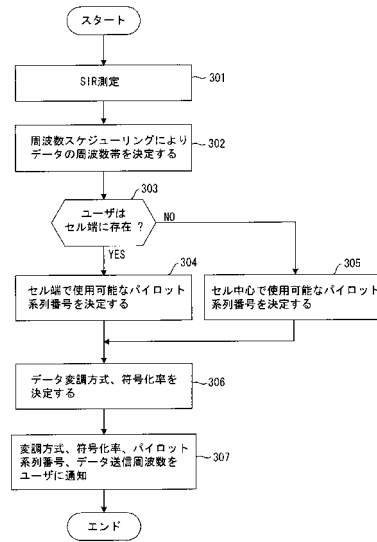 スタート
SIR測定
301
周波数スケジューリングにより
データの周波数帯を決定する
302
303
ユーザは
セル端に存在 ?
NO
YES
304
セル端で使用可能なパイロット
系列番号を決定する
305
セル中心で使用可能なパイロット
系列番号を決定する
データ変調方式、符号化率を
決定する
306
変調方式、符号化率、パイロット
系列番号、データ送信周波数を
ユーザに通知
307
エンド